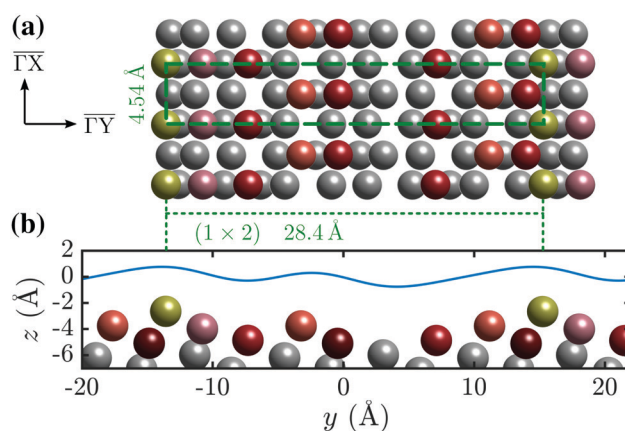 (a)
ΓX
ΓY
4.54 Å
(1 × 2) 28.4 Å
(b)
z (Å)
2
0
-2
-4
-6
-20 -10 0 10 20
y (Å)